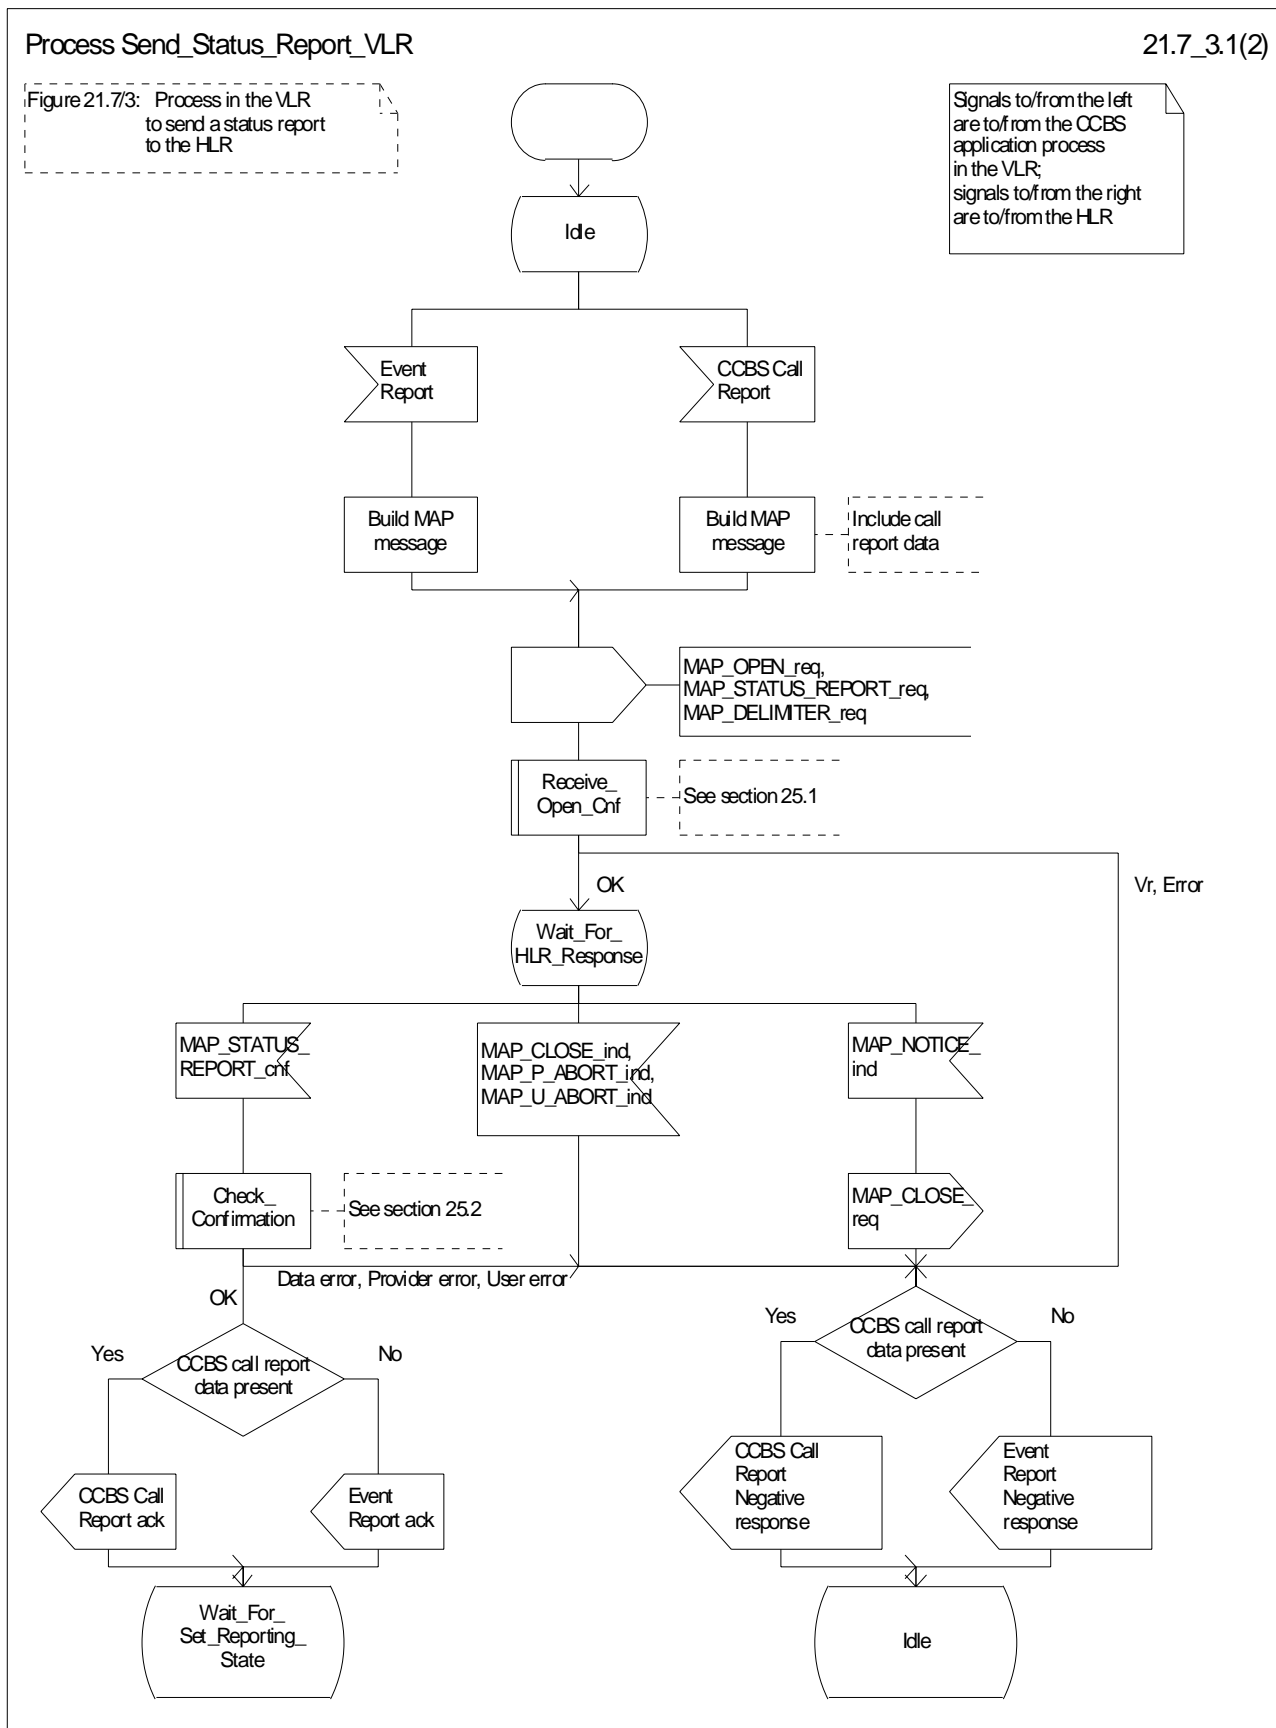 Process Send_Status_Report_VLR
21.7_3.1(2)
Figure 21.7/3: Process in the VLR
to send a status report
to the HLR
Signals to/from the left
are to/from the CCBS
application process
in the VLR;
signals to/from the right
are to/from the HLR
Idle
Event
Report
CCBS Call
Report
Build MAP
message
Build MAP
message
Include call
report data
MAP_OPEN_req,
MAP_STATUS_REPORT_req,
MAP_DELIMITER_req
Receive_
Open_Cnf
See section 25.1
OK
Vr, Error
Wait_For_
HLR_Response
MAP_STATUS_
REPORT_cnf
MAP_CLOSE_ind,
MAP_P_ABORT_ind,
MAP_U_ABORT_ind
MAP_NOTICE_
ind
Check_
Confirmation
See section 25.2
MAP_CLOSE_
req
Data error, Provider error, User error
OK
Yes
CCBS call report
data present
No
Yes
CCBS call report
data present
No
CCBS Call
Report ack
Event
Report ack
CCBS Call
Report
Negative
response
Event
Report
Negative
response
Wait_For_
Set_Reporting_
State
Idle